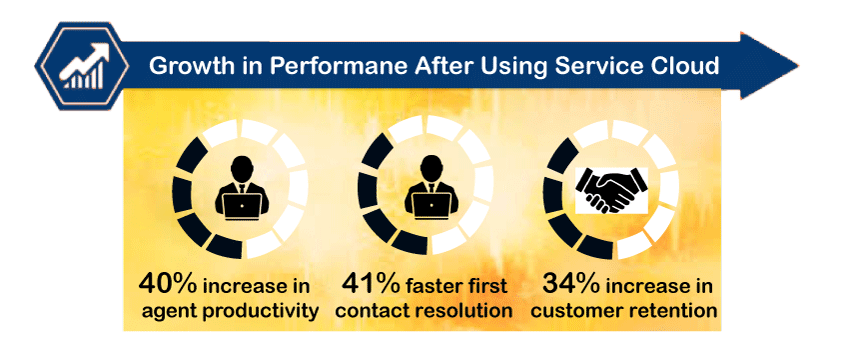 Growth in Performane After Using Service Cloud
40% increase in
agent productivity
41% faster first
contact resolution
34% increase in
customer retention